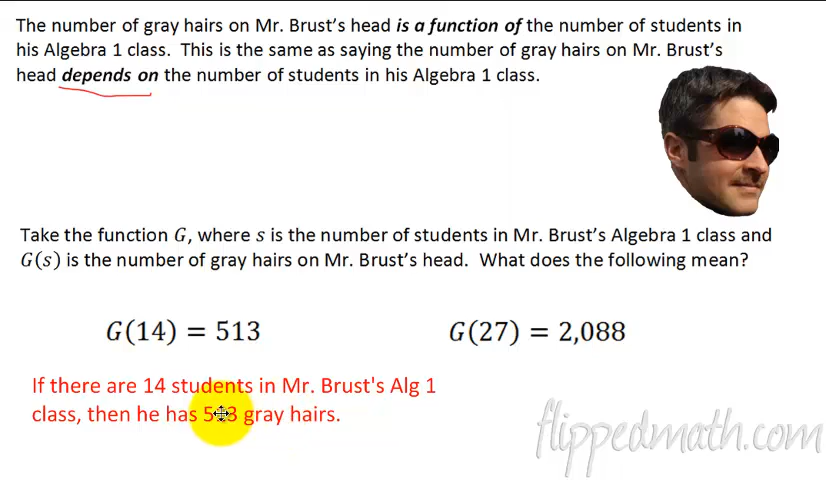 The number of gray hairs on Mr. Brust's head is a function of the number of students in
his Algebra 1 class. This is the same as saying the number of gray hairs on Mr. Brust's
head depends on the number of students in his Algebra 1 class.
Take the function G, where s is the number of students in Mr. Brust's Algebra 1 class and
G(s) is the number of gray hairs on Mr. Brust's head. What does the following mean?
G(14) = 513
G(27) = 2,088
If there are 14 students in Mr. Brust's Alg 1
class, then he has 513 gray hairs.
flippedmath.com